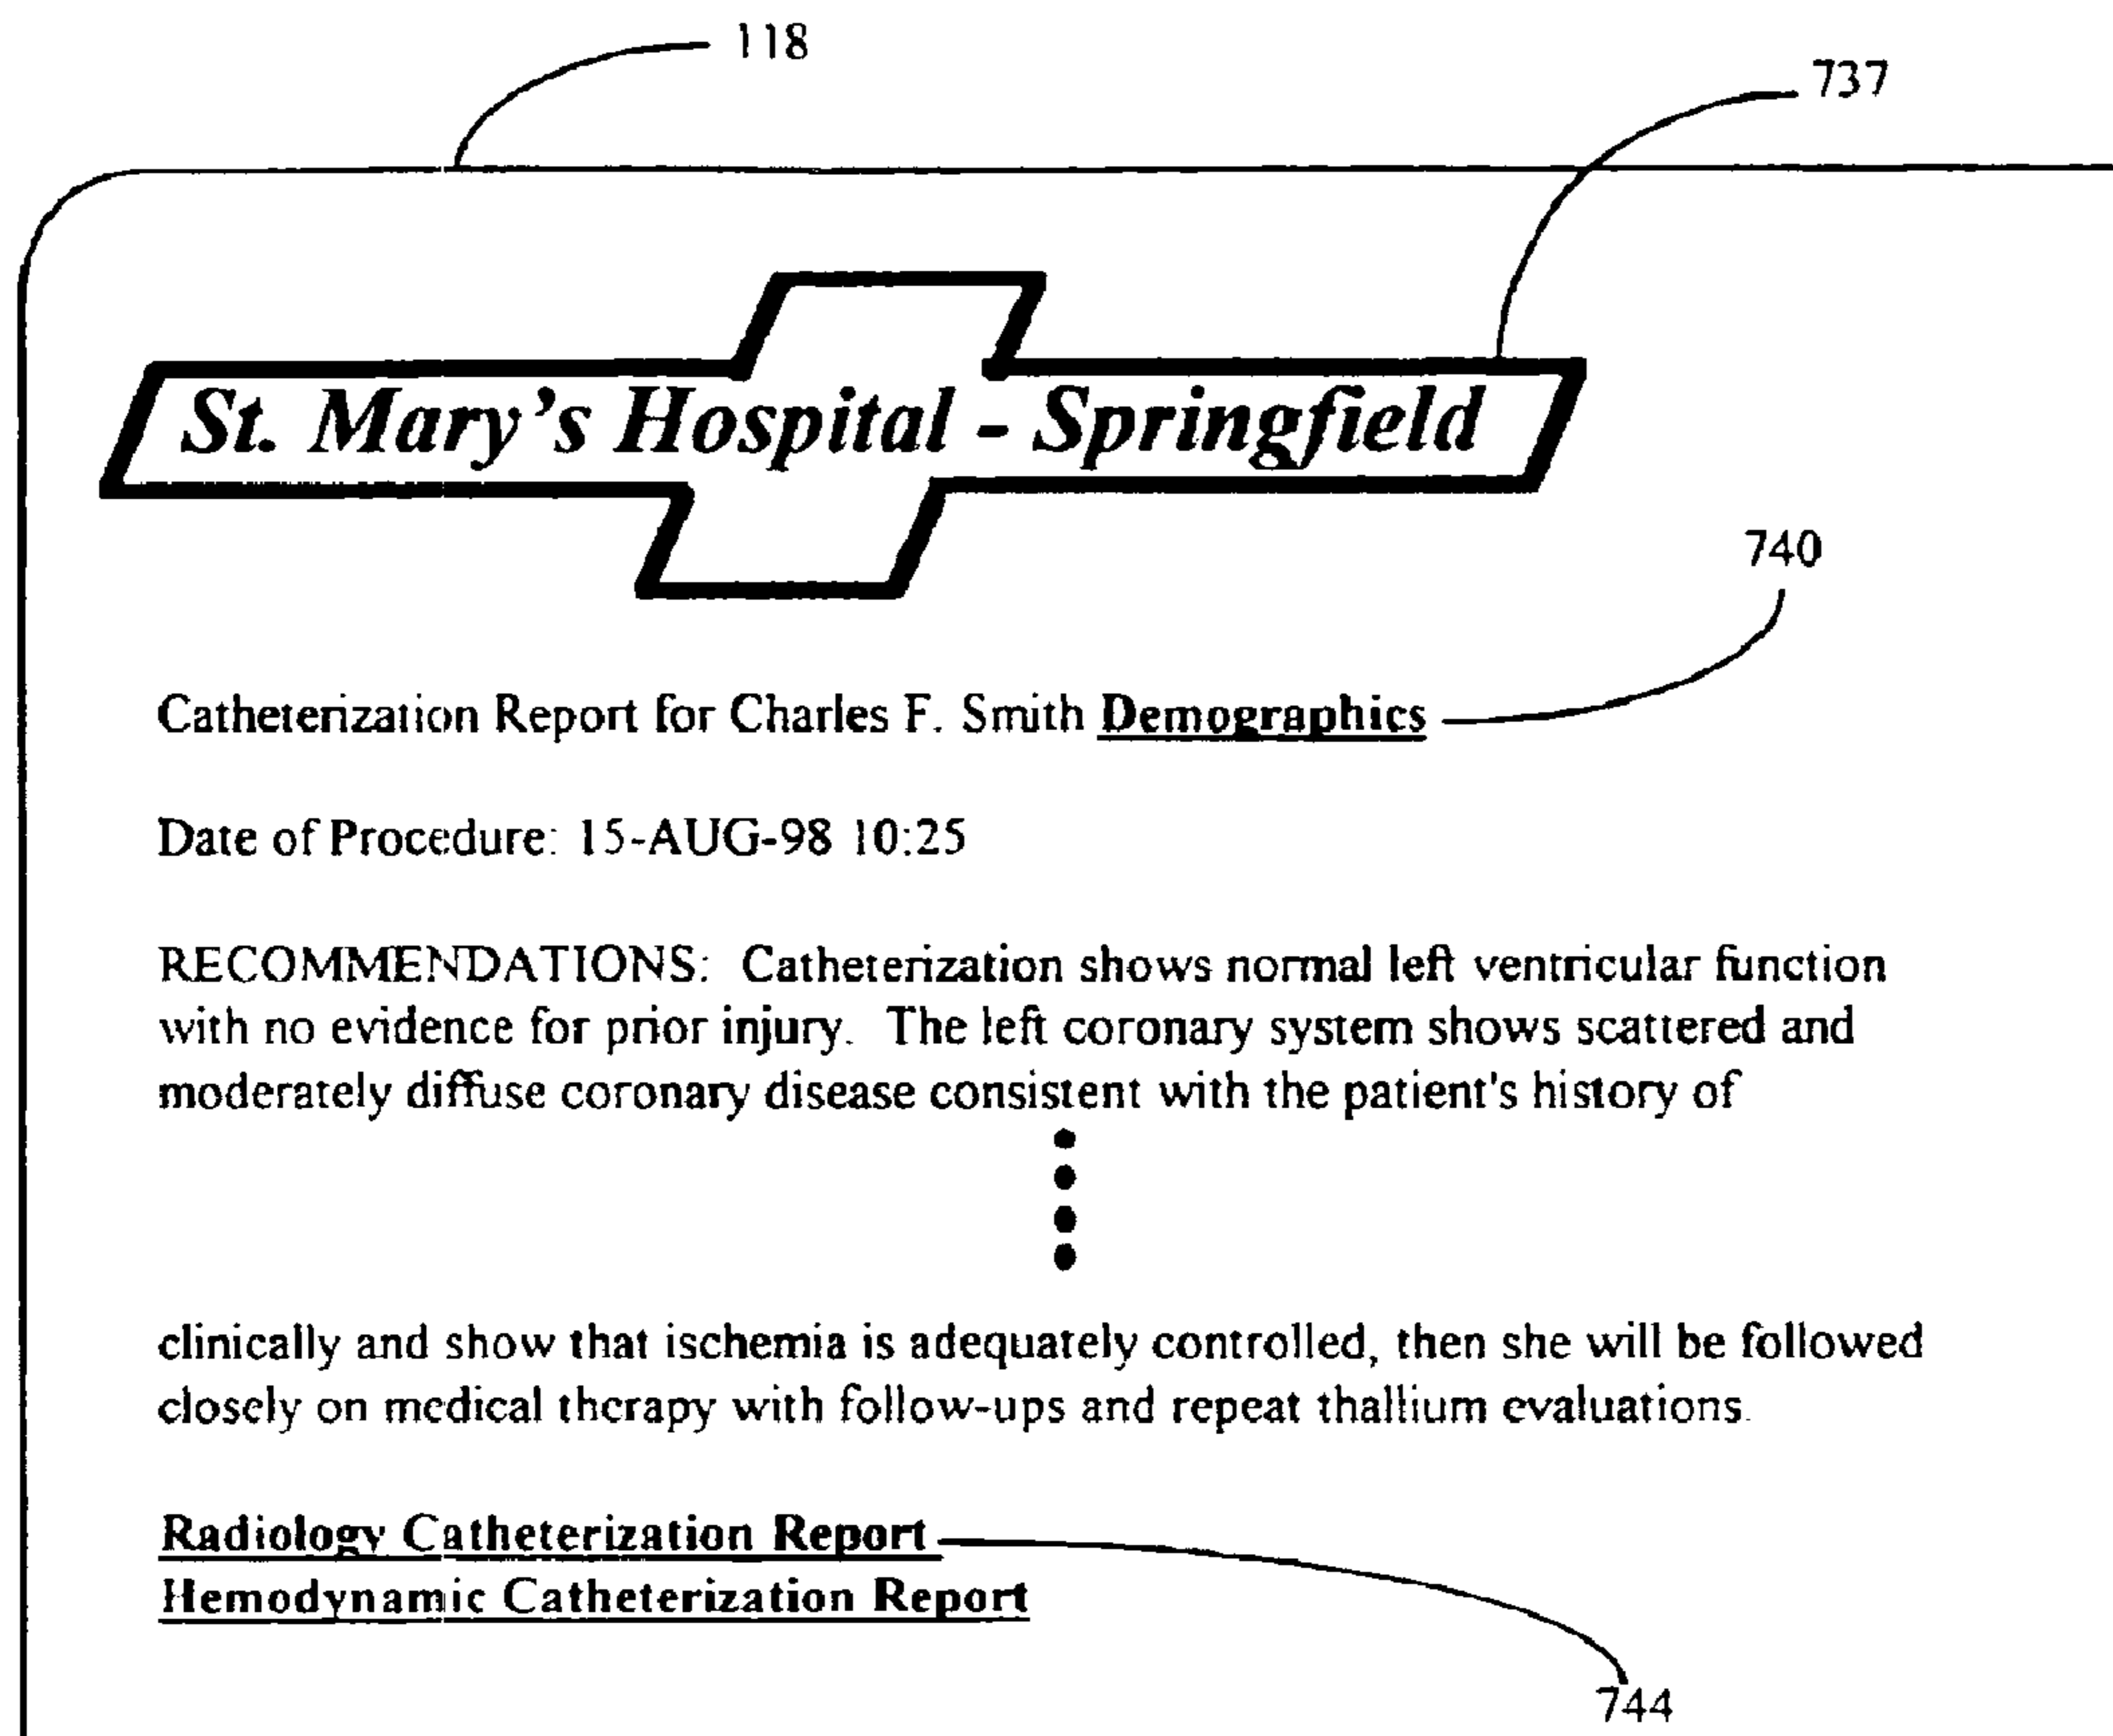 118
737
St. Mary's Hospital - Springfield
740
Catheterization Report for Charles F. Smith Demographics
Date of Procedure: 15-AUG-98 10:25
RECOMMENDATIONS: Catheterization shows normal left ventricular function
with no evidence for prior injury. The left coronary system shows scattered and
moderately diffuse coronary disease consistent with the patient's history of
clinically and show that ischemia is adequately controlled, then she will be followed
closely on medical therapy with follow-ups and repeat thallium evaluations.
Radiology Catheterization Report
Hemodynamic Catheterization Report
744